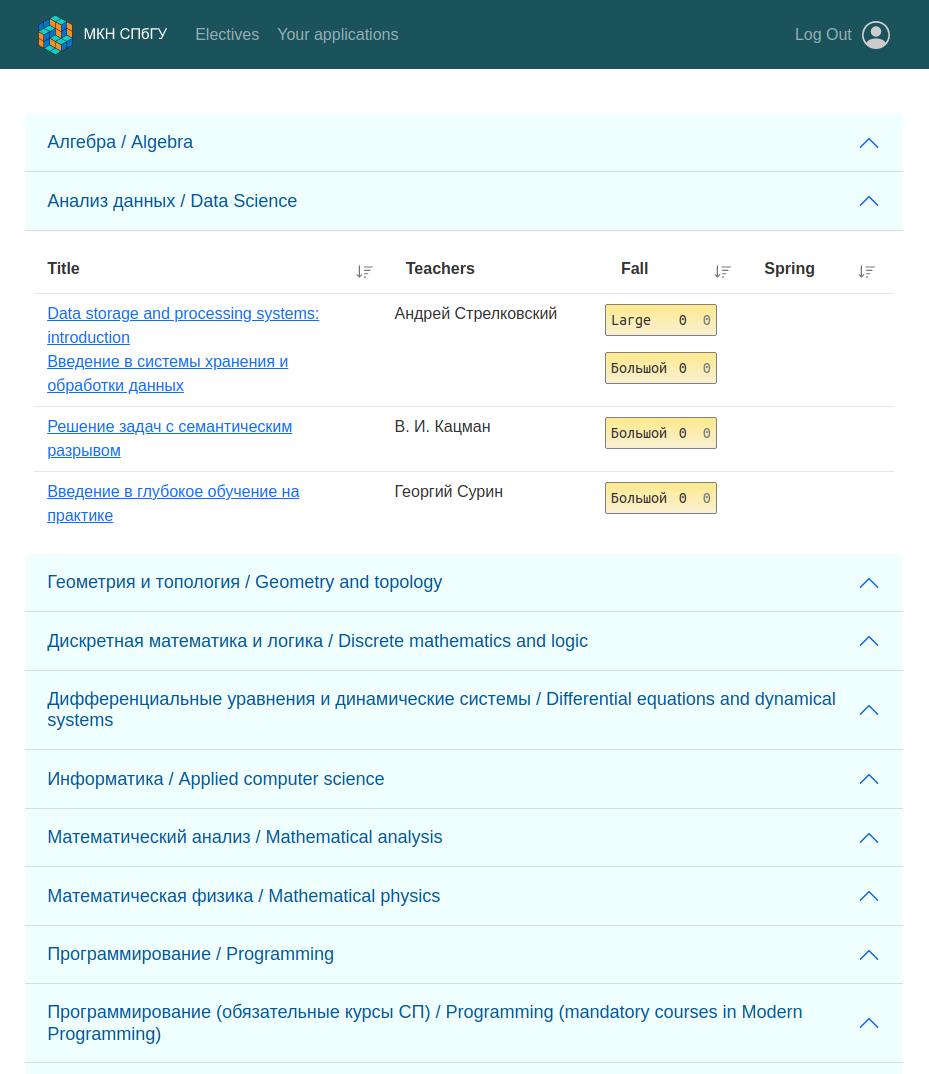 МКН СПбГУ Electives Your applications Log Out
Алгебра / Algebra
Анализ данных / Data Science
Title Teachers Fall Spring
Data storage and processing systems: Андрей Стрелковский Large 0 0
introduction
Введение в системы хранения и Большой 0 0
обработки данных
Решение задач с семантическим В. И. Кацман Большой 0 0
разрывом
Введение в глубокое обучение на Георгий Сурин Большой 0 0
практике
Геометрия и топология / Geometry and topology
Дискретная математика и логика / Discrete mathematics and logic
Дифференциальные уравнения и динамические системы / Differential equations and dynamical
systems
Информатика / Applied computer science
Математический анализ / Mathematical analysis
Математическая физика / Mathematical physics
Программирование / Programming
Программирование (обязательные курсы СП) / Programming (mandatory courses in Modern
Programming)